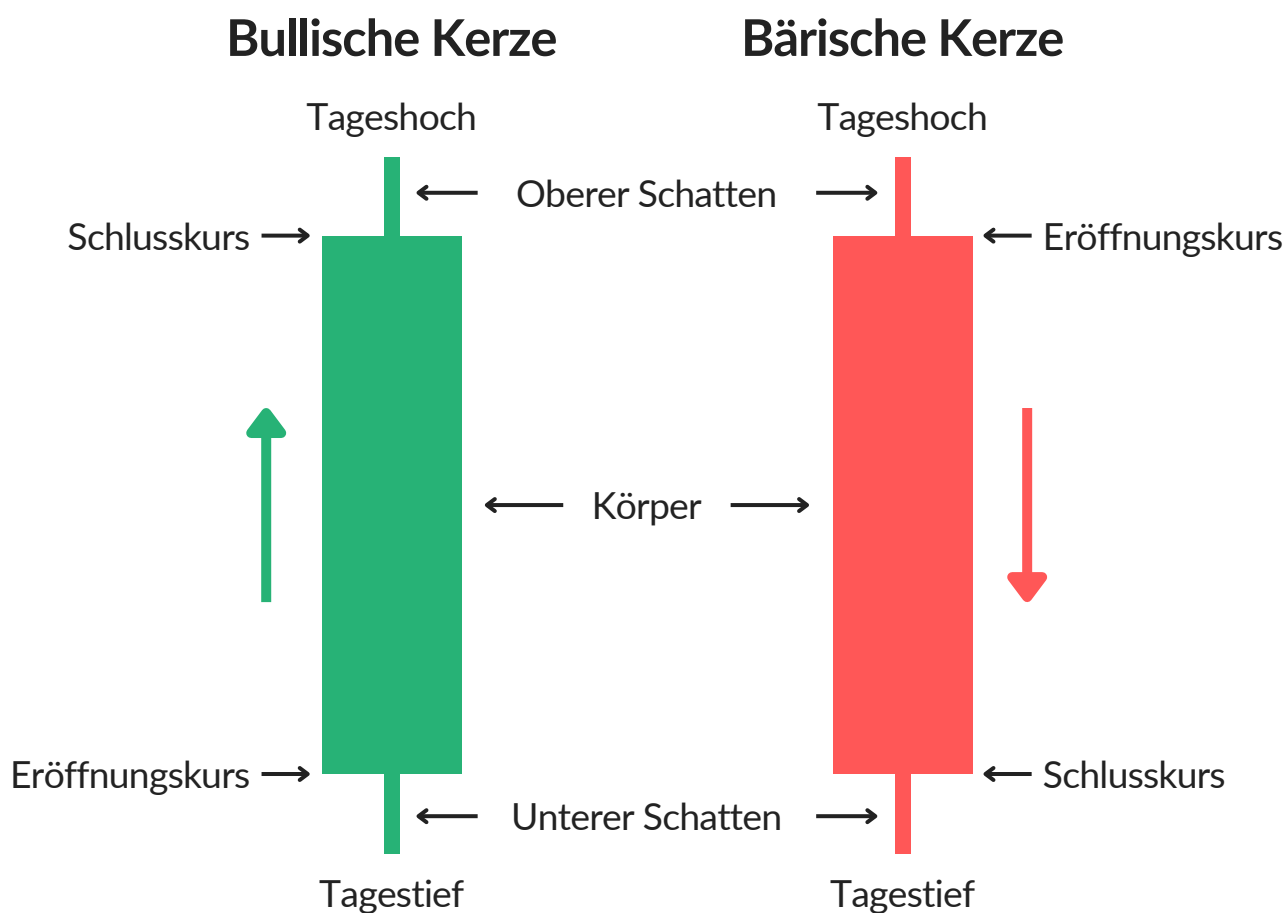 Bullische Kerze
Bärische Kerze
Tageshoch
Tageshoch
Oberer Schatten
Schlusskurs
Eröffnungskurs
Körper
Eröffnungskurs
Schlusskurs
Unterer Schatten
Tagestief
Tagestief